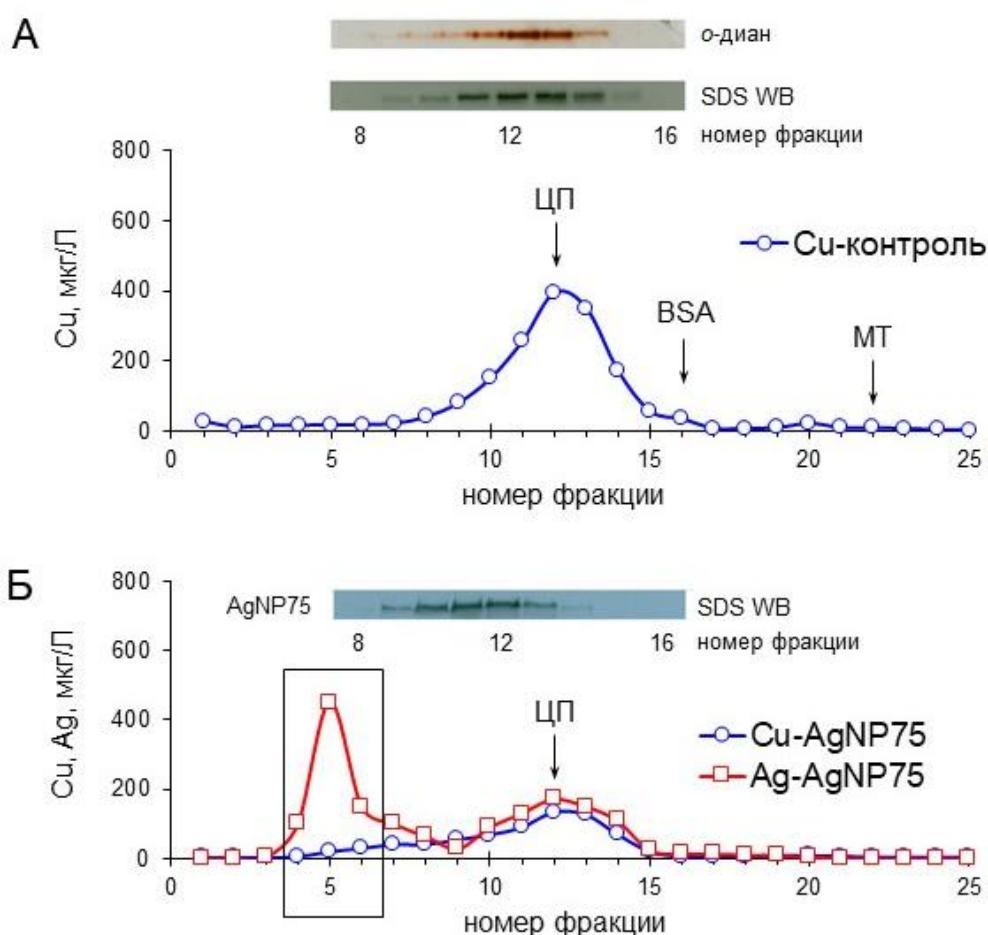 А
о-диан
SDS WB
8 12 16 номер фракции
800
600
400
200
0
Cu, мкг/Л
ЦП
BSA
МТ
Cu-контроль
0 5 10 15 20 25
номер фракции
Б
AgNP75
SDS WB
8 12 16 номер фракции
800
600
400
200
0
Cu, Ag, мкг/Л
ЦП
Cu-AgNP75
Ag-AgNP75
0 5 10 15 20 25
номер фракции